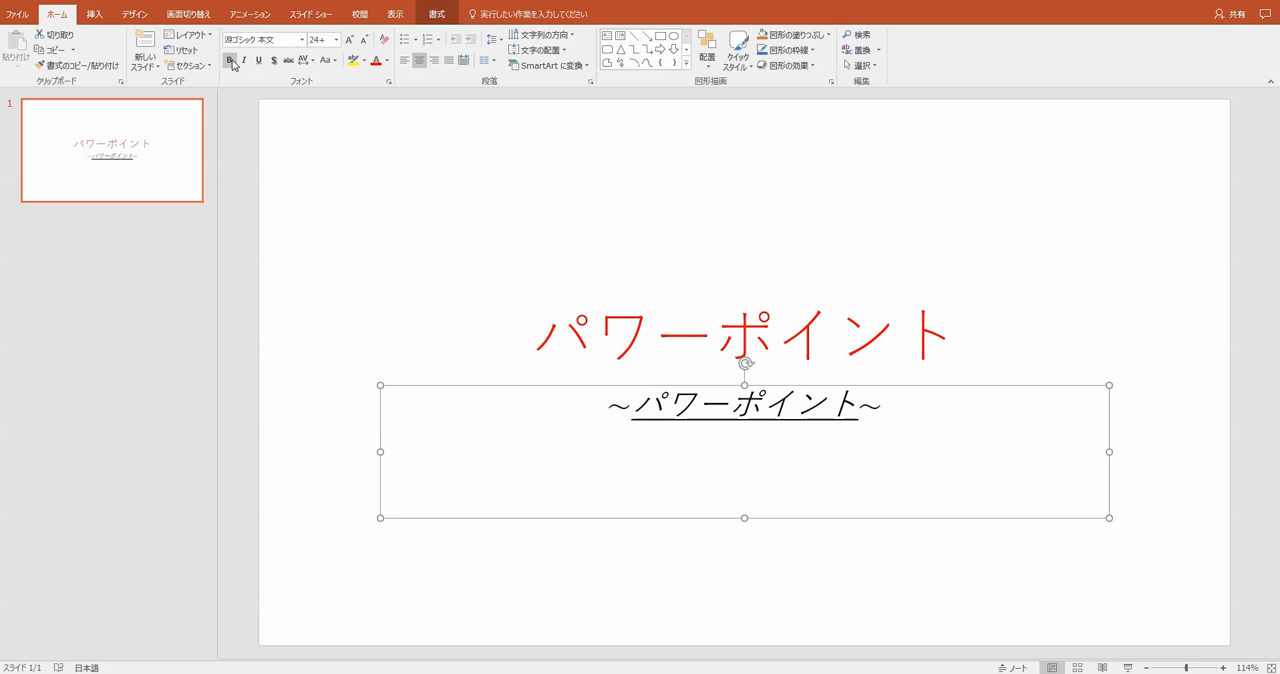 ファイル ホーム 挿入 デザイン 画面切り替え アニメーション スライド ショー 校閲 表示 書式 実行したい作業を入力してください 共有
貼り付け
切り取り
コピー
書式のコピー/貼り付け
クリップボード
新しい
スライド
レイアウト
リセット
セクション
スライド
游ゴシック 本文 24+
B I U S abc AV Aa A
フォント
文字列の方向
文字の配置
SmartArt に変換
段落
配置
クイック
スタイル
図形の塗りつぶし
図形の枠線
図形の効果
図形描画
検索
置換
選択
編集
1
パワーポイント
~パワーポイント~
パワーポイント
~パワーポイント~
スライド 1/1 日本語 ノート 114%